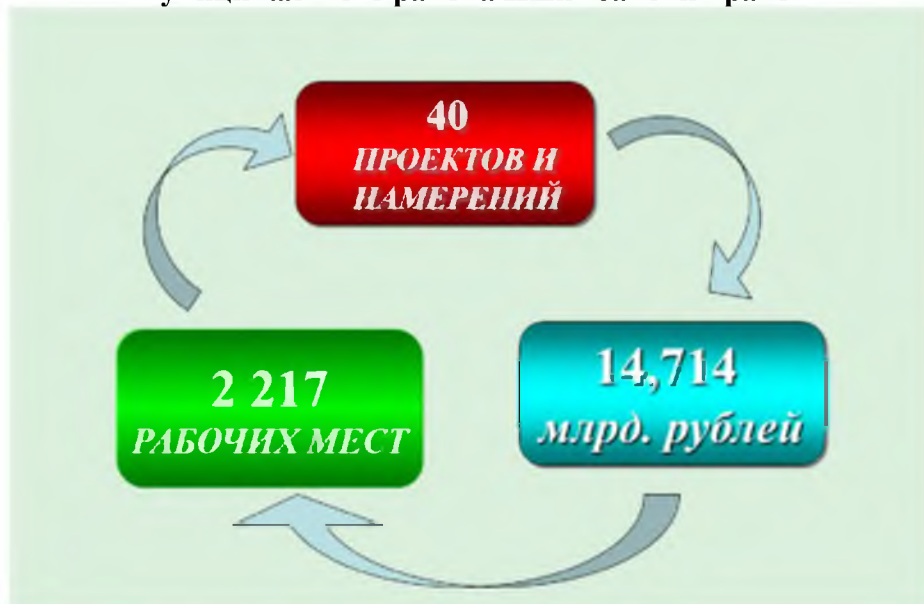 40
ПРОЕКТОВ И
НАМЕРЕНИЙ
14,714
млрд. рублей
2 217
РАБОЧИХ МЕСТ